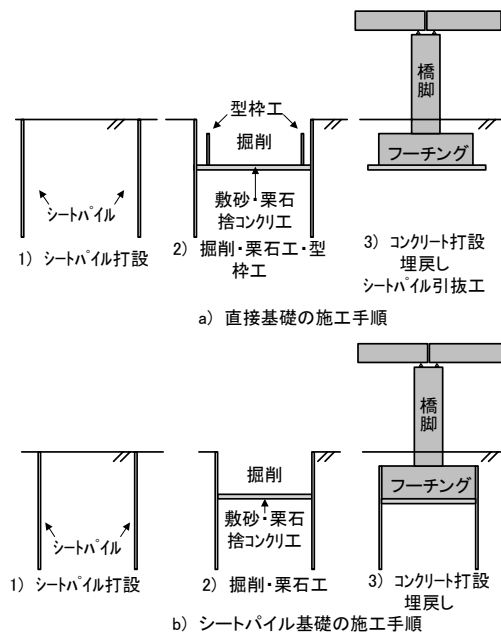 型枠工
掘削
橋脚
フーチング
シートパイル
敷砂・栗石
捨コンクリ工
1) シートパイル打設
2) 掘削・栗石工・型
枠工
3) コンクリート打設
埋戻し
シートパイル引抜工
a) 直接基礎の施工手順
橋脚
掘削
フーチング
敷砂・栗石
捨コンクリ工
シートパイル
1) シートパイル打設
2) 掘削・栗石工
3) コンクリート打設
埋戻し
b) シートパイル基礎の施工手順